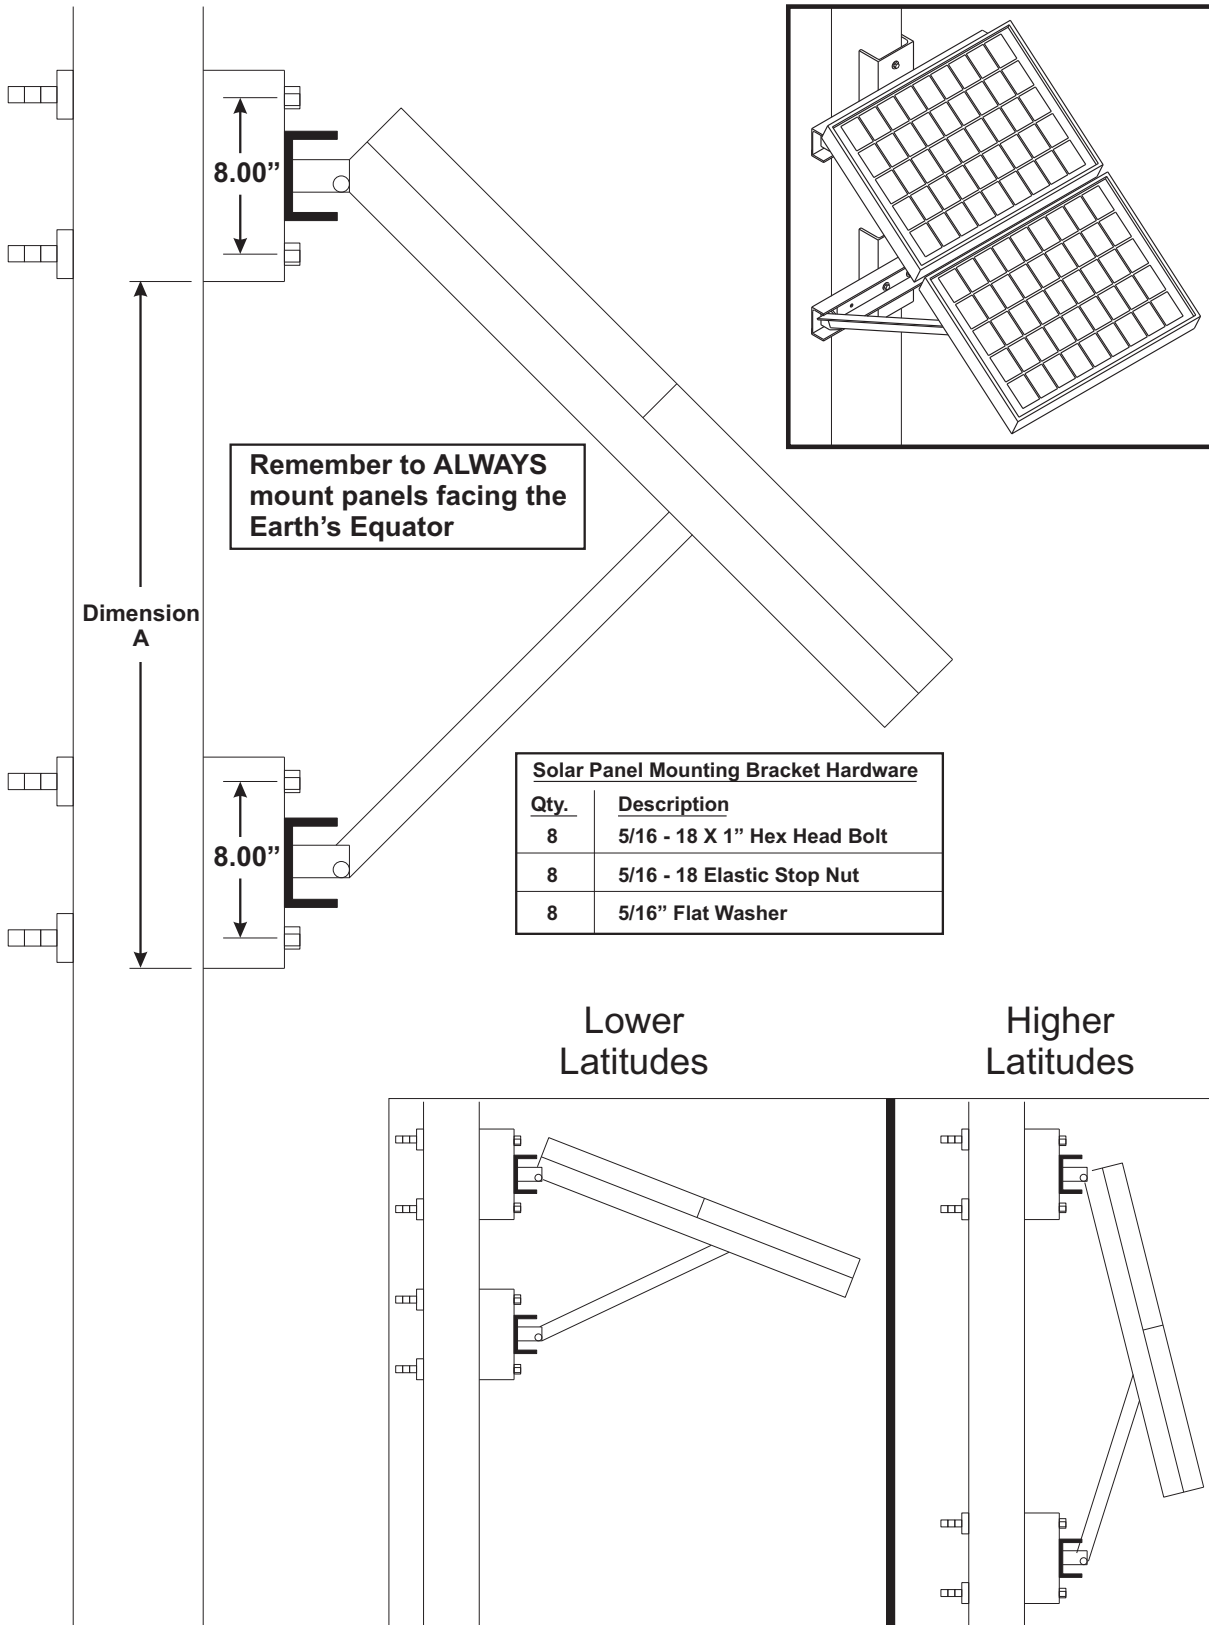 8.00”
Remember to ALWAYS
mount panels facing the
Earth’s Equator
Dimension
A
8.00”
Solar Panel Mounting Bracket Hardware
Qty. Description
8 5/16 - 18 X 1” Hex Head Bolt
8 5/16 - 18 Elastic Stop Nut
8 5/16” Flat Washer
Lower
Latitudes
Higher
Latitudes